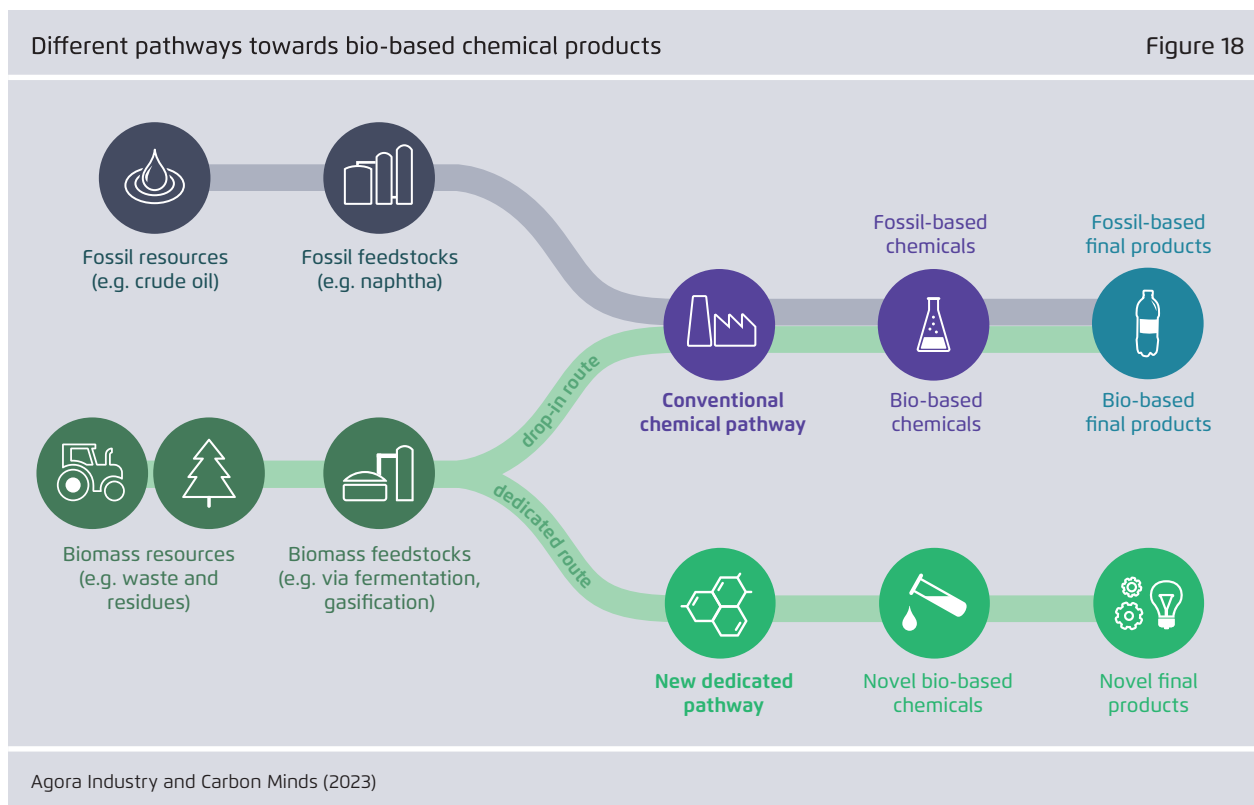 Different pathways towards bio-based chemical products
Figure 18
Fossil resources
(e.g. crude oil)
Fossil feedstocks
(e.g. naphtha)
Fossil-based
chemicals
Fossil-based
final products
drop-in route
Conventional
chemical pathway
Bio-based
chemicals
Bio-based
final products
Biomass resources
(e.g. waste and
residues)
Biomass feedstocks
(e.g. via fermentation,
gasification)
dedicated route
New dedicated
pathway
Novel bio-based
chemicals
Novel final
products
Agora Industry and Carbon Minds (2023)